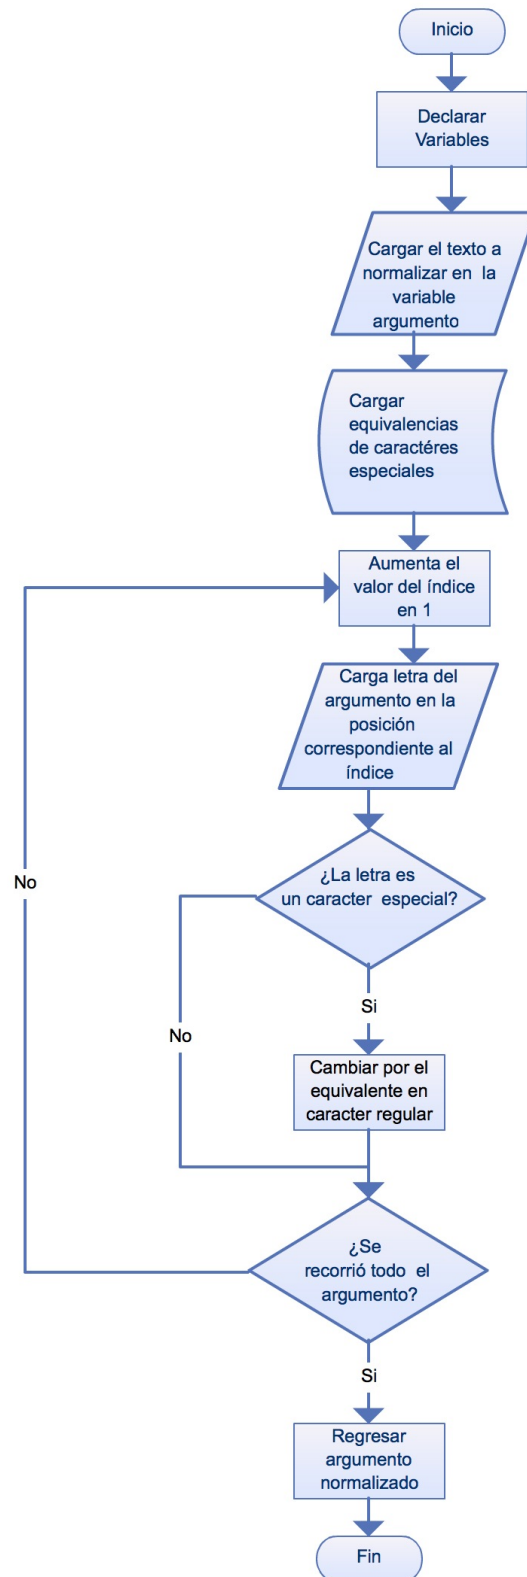 Inicio
Declarar
Variables
Cargar el texto a
normalizar en la
variable
argumento
Cargar
equivalencias
de caractéres
especiales
Aumenta el
valor del índice
en 1
Carga letra del
argumento en la
posición
correspondiente al
índice
¿La letra es
un caracter especial?
No
Si
No
Cambiar por el
equivalente en
caracter regular
¿Se
recorrió todo el
argumento?
Si
Regresar
argumento
normalizado
Fin